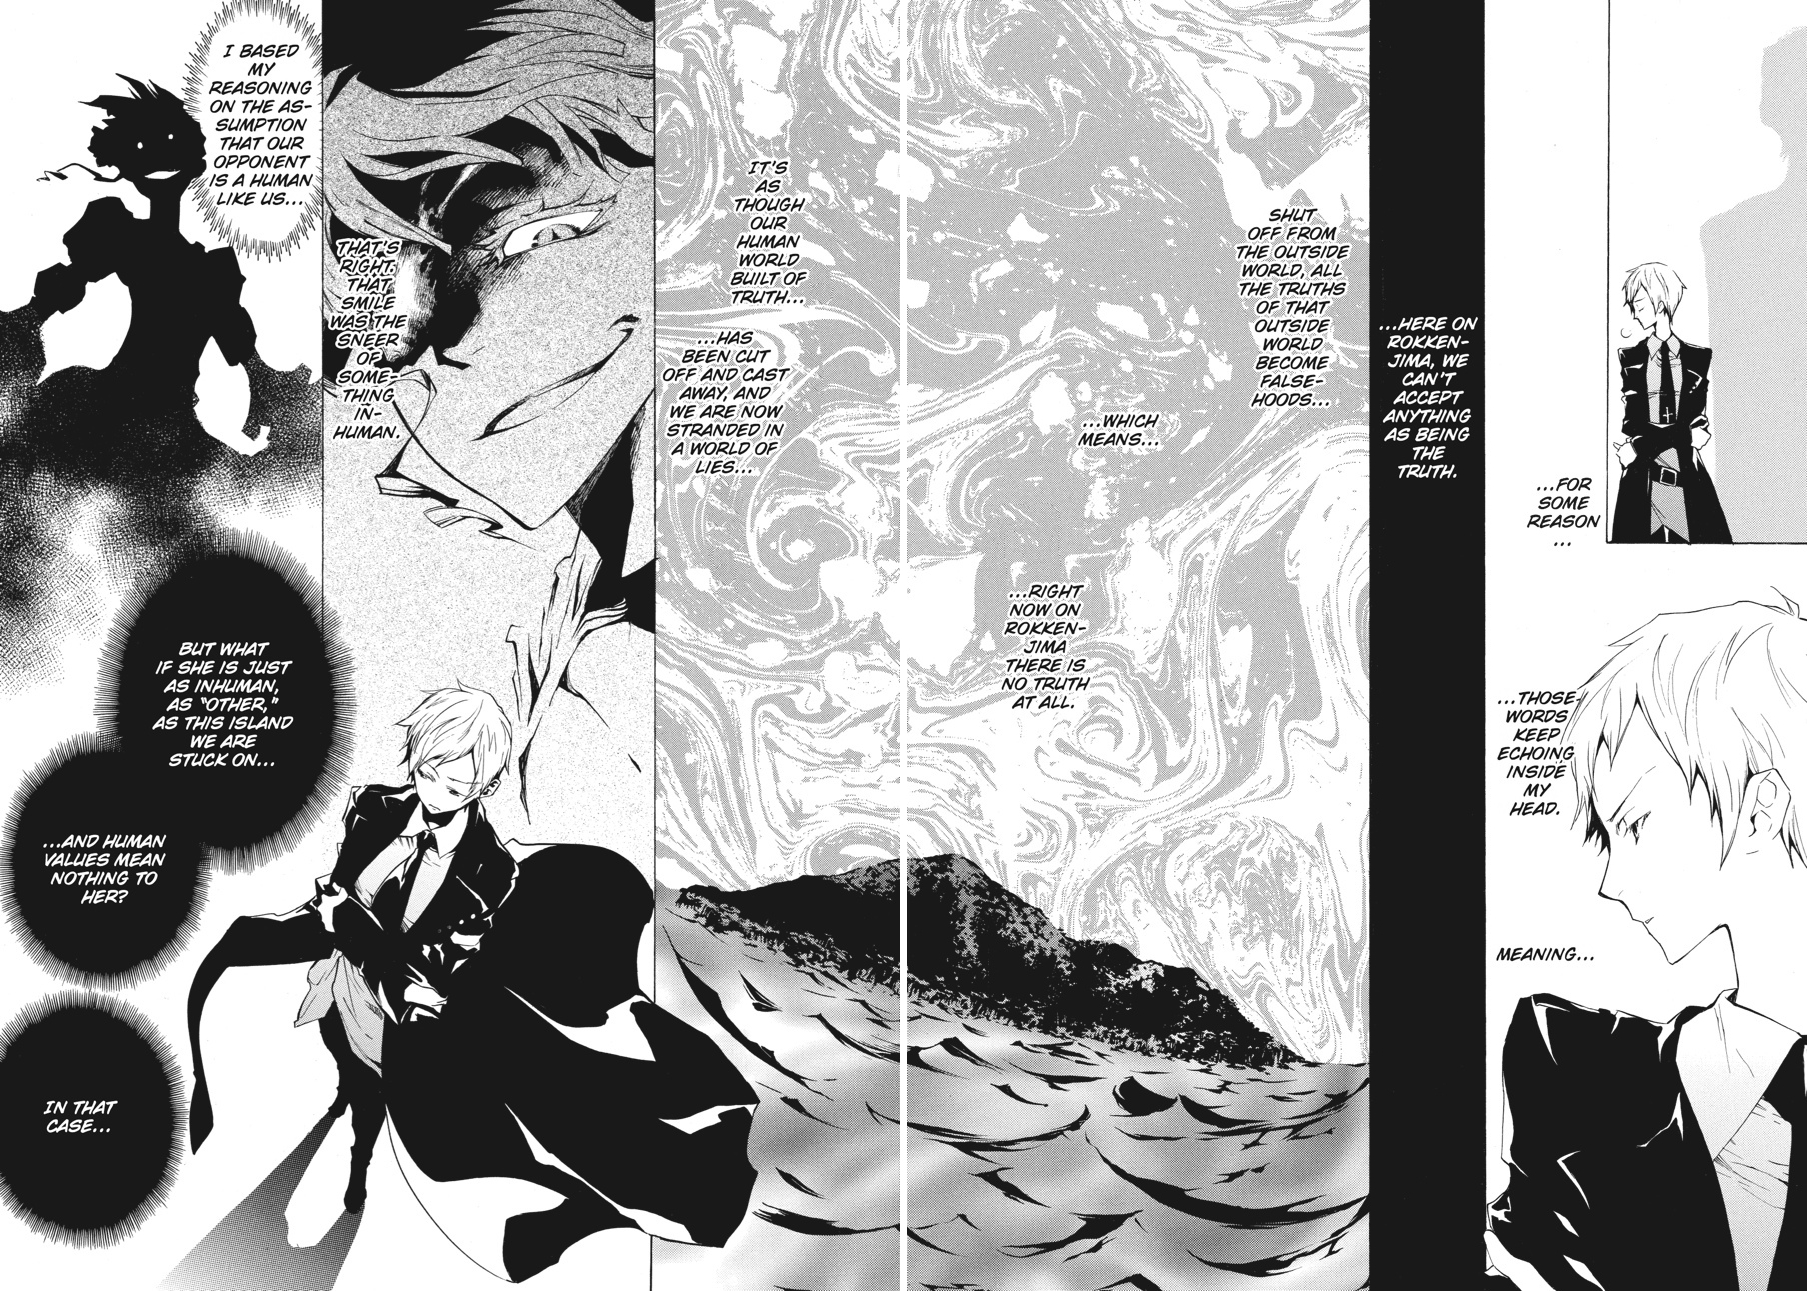 ...FOR
SOME
REASON
...
...THOSE
WORDS
KEEP
ECHOING
INSIDE
MY
HEAD.
MEANING...
...HERE ON
ROKKEN-
JIMA, WE
CAN'T
ACCEPT
ANYTHING
AS BEING
THE
TRUTH.
SHUT
OFF FROM
THE OUTSIDE
WORLD, ALL
THE TRUTHS
OF THAT
OUTSIDE
WORLD
BECOME
FALSE-
HOODS...
...WHICH
MEANS...
...RIGHT
NOW ON
ROKKEN-
JIMA
THERE IS
NO TRUTH
AT ALL.
IT'S
AS
THOUGH
OUR
HUMAN
WORLD
BUILT OF
TRUTH...
...HAS
BEEN CUT
OFF AND CAST
AWAY, AND
WE ARE NOW
STRANDED IN
A WORLD OF
LIES...
THAT'S
RIGHT.
THAT
SMILE
WAS THE
SNEER
OF
SOME-
THING
IN-
HUMAN.
I BASED
MY
REASONING
ON THE AS-
SUMPTION
THAT OUR
OPPONENT
IS A HUMAN
LIKE US...
BUT WHAT
IF SHE IS JUST
AS INHUMAN,
AS "OTHER,"
AS THIS ISLAND
WE ARE
STUCK ON...
...AND HUMAN
VALUES MEAN
NOTHING TO
HER?
IN THAT
CASE...